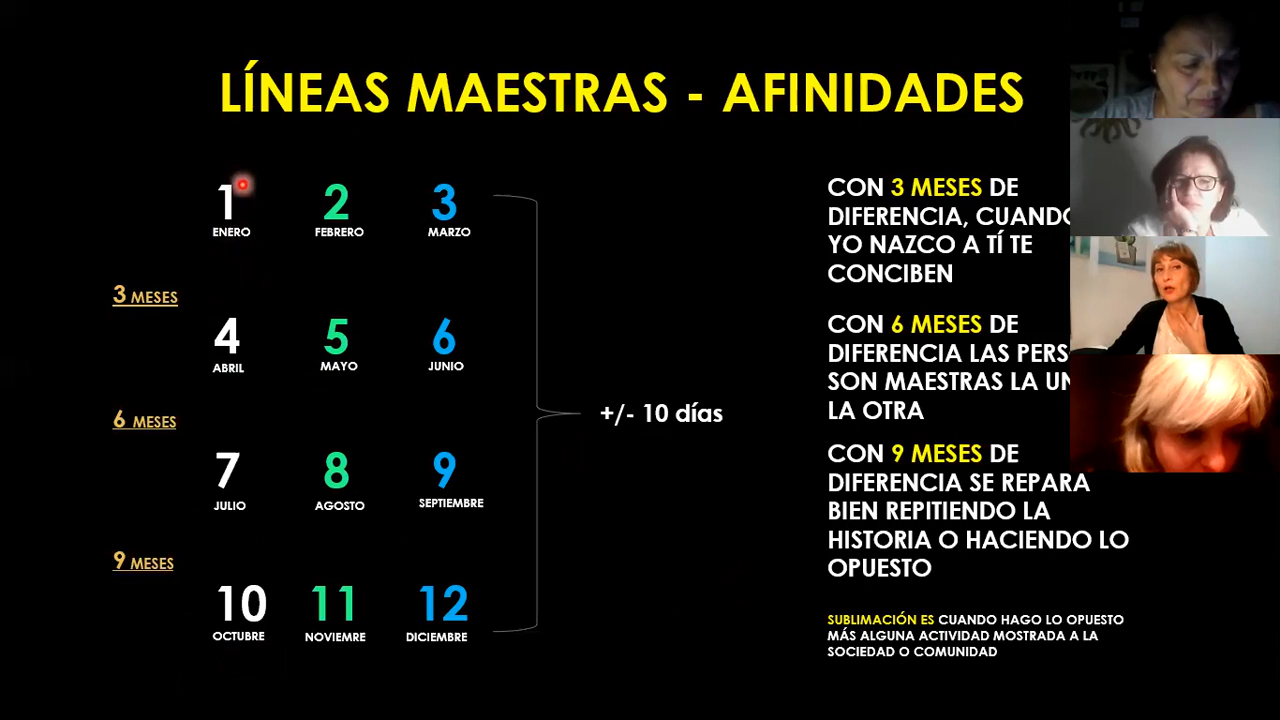 LÍNEAS MAESTRAS - AFINIDADES
1 2 3
ENERO FEBRERO MARZO
3 MESES
4 5 6
ABRIL MAYO JUNIO
6 MESES
7 8 9
JULIO AGOSTO SEPTIEMBRE
9 MESES
10 11 12
OCTUBRE NOVIEMRE DICIEMBRE
+/- 10 días
CON 3 MESES DE
DIFERENCIA, CUANDO
YO NAZCO A TÍ TE
CONCIBEN
CON 6 MESES DE
DIFERENCIA LAS
SON MAESTRAS LA
LA OTRA
CON 9 MESES DE
DIFERENCIA SE REPARA
BIEN REPITIENDO LA
HISTORIA O HACIENDO LO
OPUESTO
SUBLIMACIÓN ES CUANDO HAGO LO OPUESTO
MÁS ALGUNA ACTIVIDAD MOSTRADA A LA
SOCIEDAD O COMUNIDAD